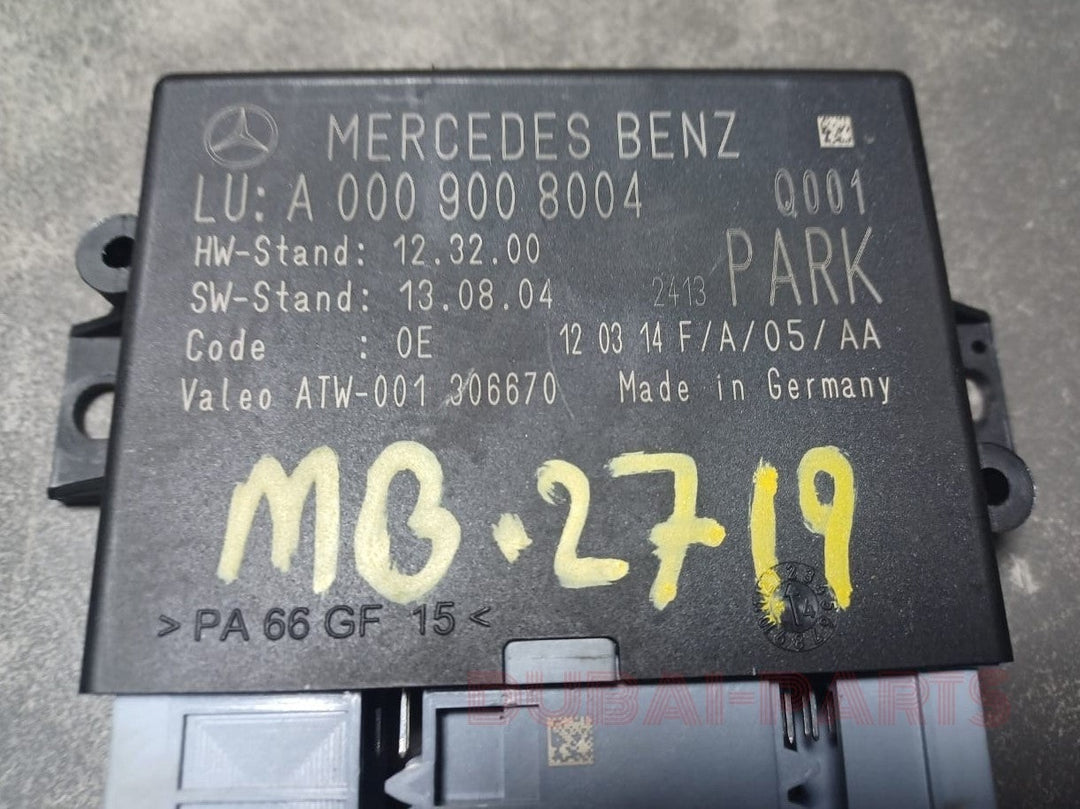 MERCEDES BENZ
LU: A 000 900 8004 Q001
HW-Stand: 12.32.00
SW-Stand: 13.08.04 2413 PARK
Code : 0E 12 03 14 F/A/05/AA
Valeo ATW-001 306670 Made in Germany
MB.2719
> PA 66 GF 15 <
DUBAI-PARTS